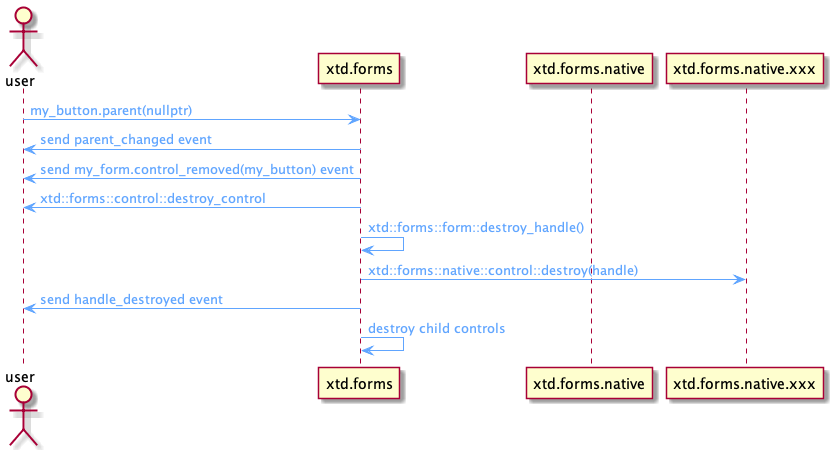 user
xtd.forms
xtd.forms.native
xtd.forms.native.xxx
my_button.parent(nullptr)
send parent_changed event
send my_form.control_removed(my_button) event
xtd::forms::control::destroy_control
xtd::forms::form::destroy_handle()
xtd::forms::native::control::destroy(handle)
send handle_destroyed event
destroy child controls
user
xtd.forms
xtd.forms.native
xtd.forms.native.xxx